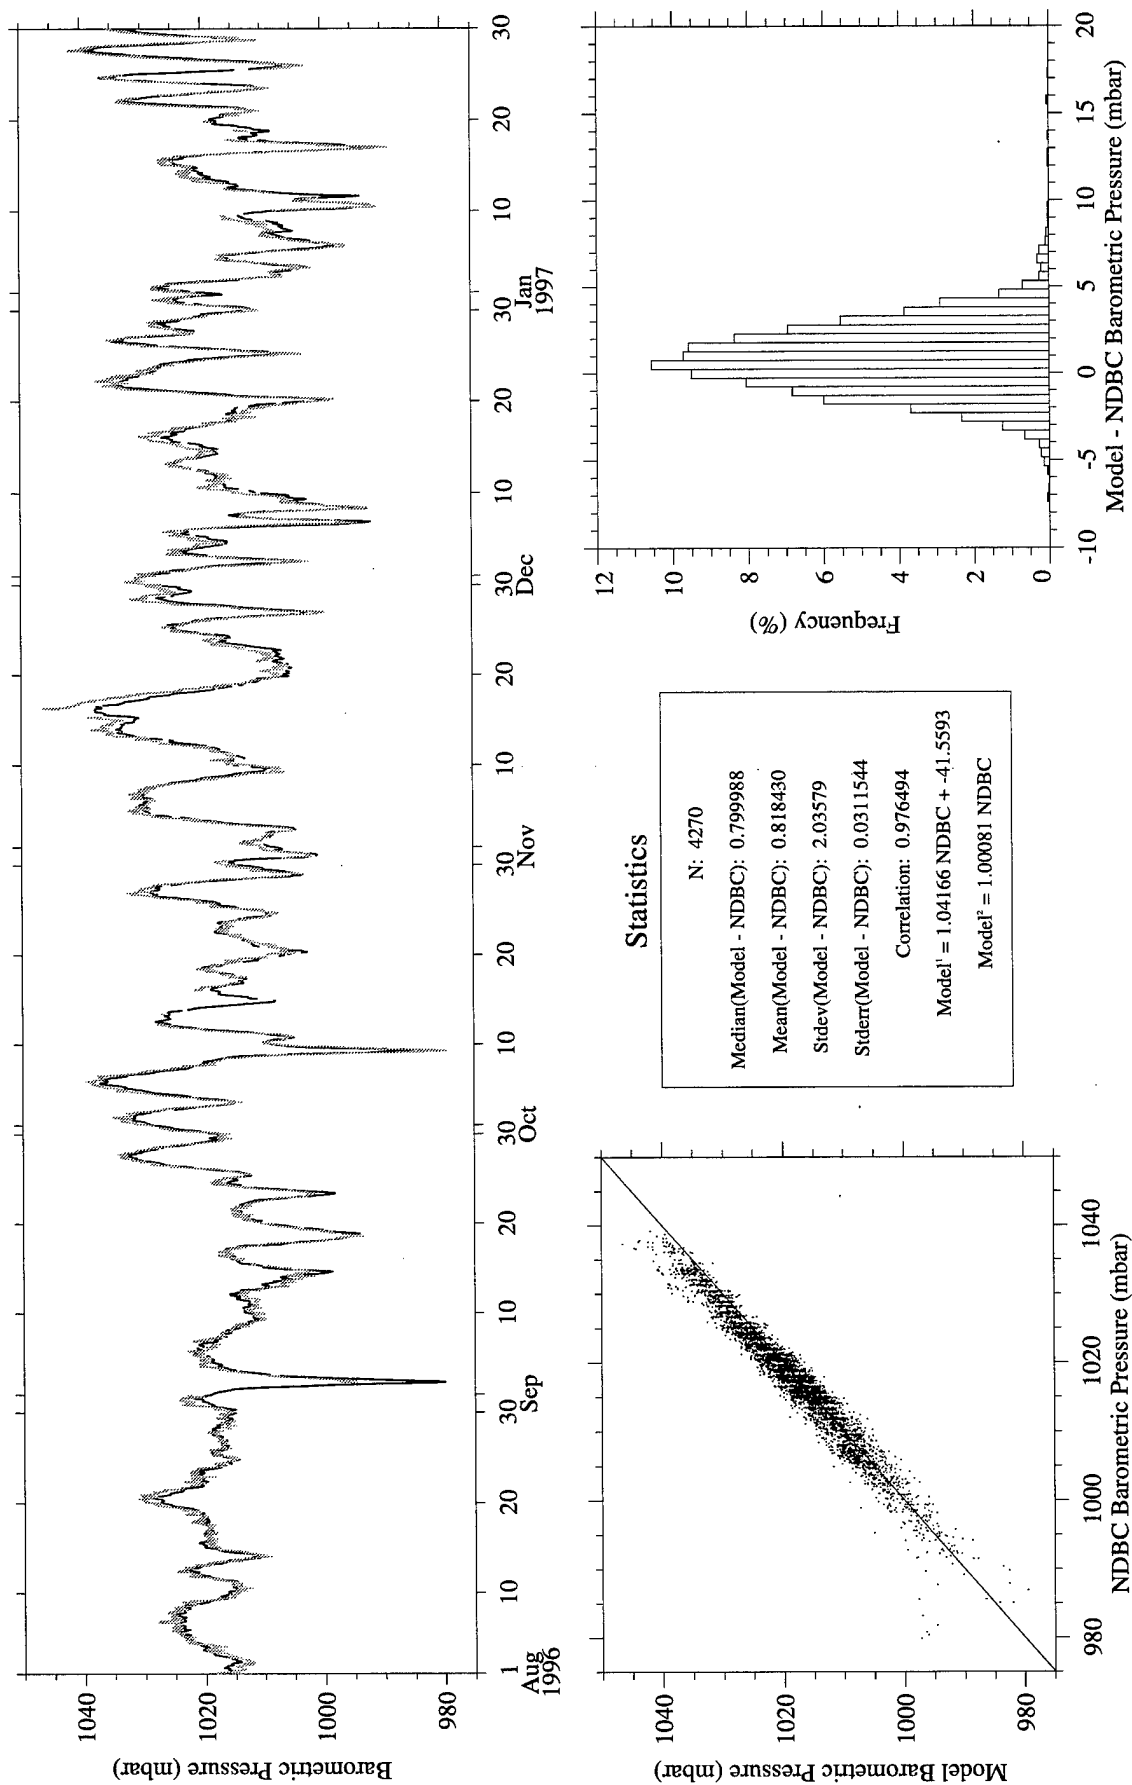 1040
1020
1000
980
Barometric Pressure (mbar)
1 10 20 30 10 20 30 10 20 30 10 20 30 10 20 30 10 20 30
Aug Sep Oct Nov Dec Jan
1996 1997
1040
1020
1000
980
Model Barometric Pressure (mbar)
980 1000 1020 1040
NDBC Barometric Pressure (mbar)
Statistics
N: 4270
Median(Model - NDBC): 0.799988
Mean(Model - NDBC): 0.818430
Stdev(Model - NDBC): 2.03579
Stderr(Model - NDBC): 0.0311544
Correlation: 0.976494
Model¹ = 1.04166 NDBC + -41.5593
Model² = 1.00081 NDBC
12
10
8
6
4
2
0
Frequency (%)
-10 -5 0 5 10 15 20
Model - NDBC Barometric Pressure (mbar)